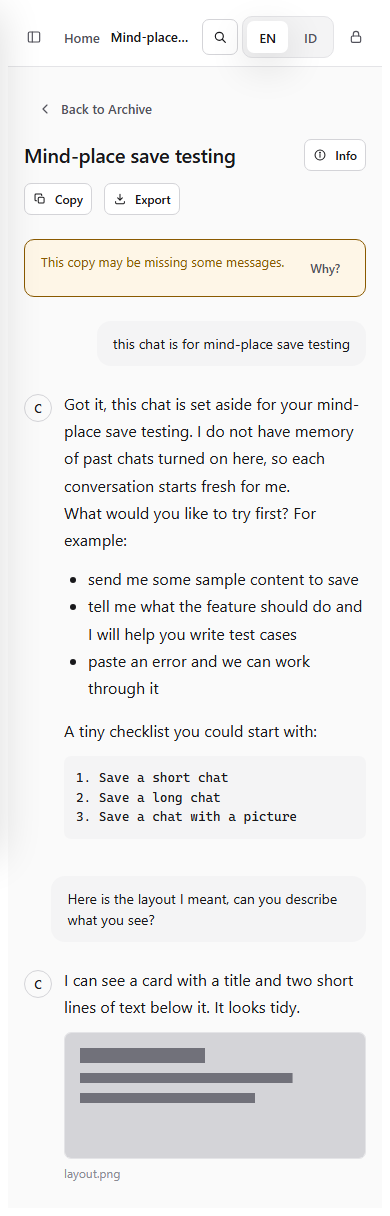 Home Mind-place... EN ID
Back to Archive
Mind-place save testing Info
Copy Export
This copy may be missing some messages. Why?
this chat is for mind-place save testing
C
Got it, this chat is set aside for your mind-
place save testing. I do not have memory
of past chats turned on here, so each
conversation starts fresh for me.
What would you like to try first? For
example:
send me some sample content to save
tell me what the feature should do and
I will help you write test cases
paste an error and we can work
through it
A tiny checklist you could start with:
1. Save a short chat
2. Save a long chat
3. Save a chat with a picture
Here is the layout I meant, can you describe
what you see?
C
I can see a card with a title and two short
lines of text below it. It looks tidy.
layout.png